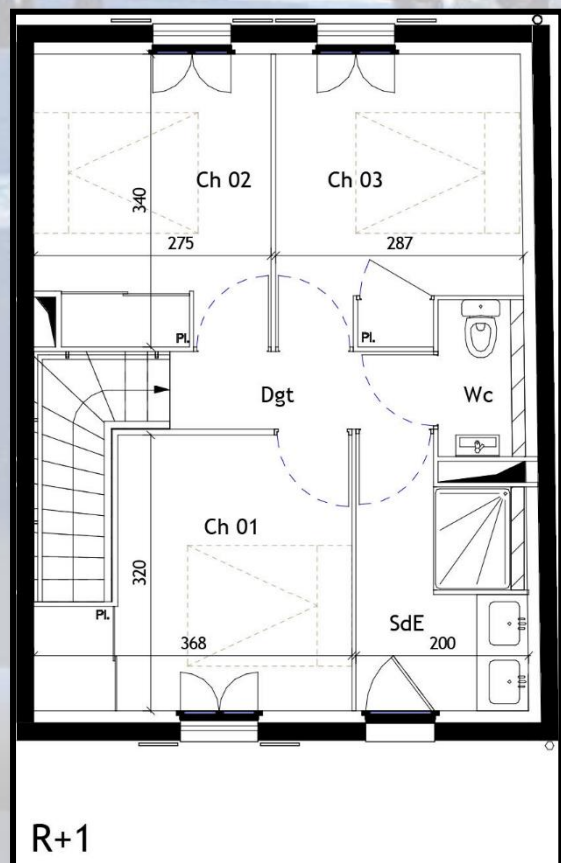 Ch 02
Ch 03
340
275
287
Pl.
Pl.
Dgt
Wc
Ch 01
320
Pl.
SdE
368
200
R+1